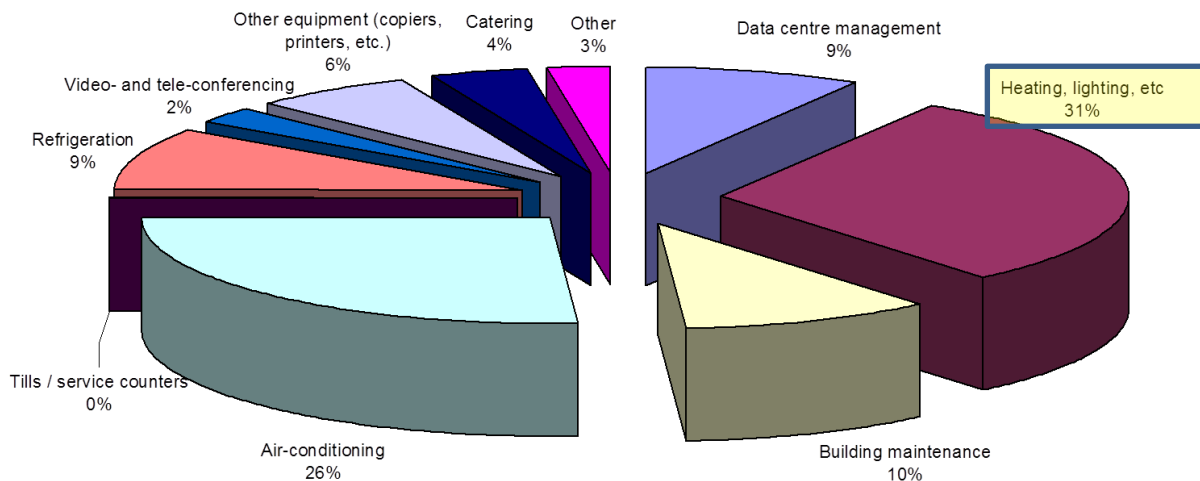 Other equipment (copiers,
printers, etc.)
6%
Catering
4%
Other
3%
Data centre management
9%
Heating, lighting, etc
31%
Video- and tele-conferencing
2%
Refrigeration
9%
Tills / service counters
0%
Air-conditioning
26%
Building maintenance
10%